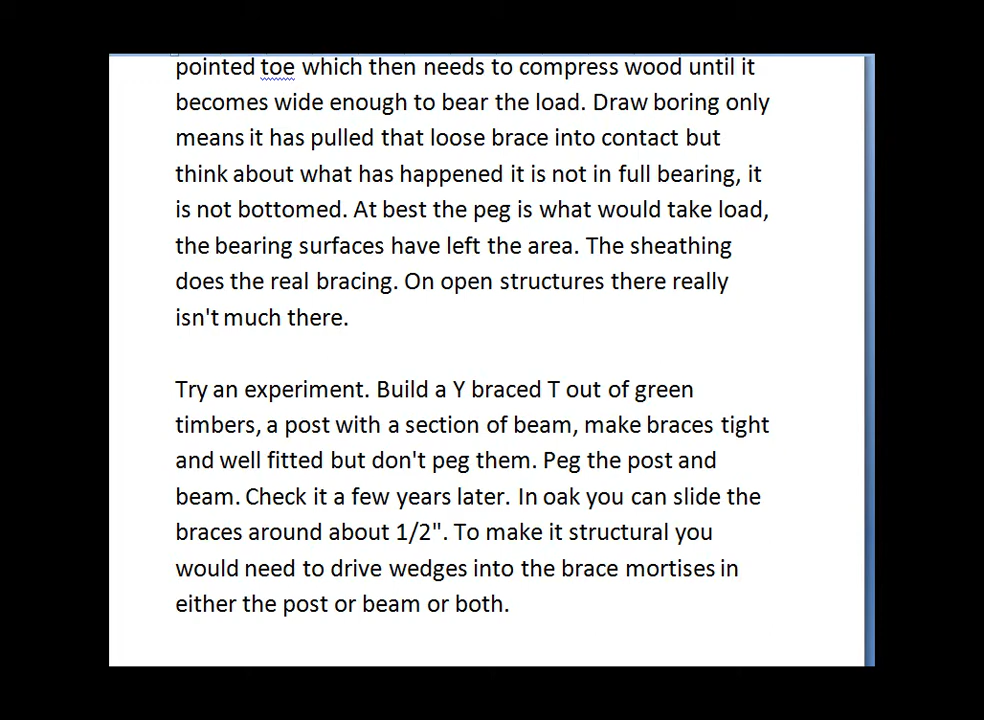 pointed toe which then needs to compress wood until it
becomes wide enough to bear the load. Draw boring only
means it has pulled that loose brace into contact but
think about what has happened it is not in full bearing, it
is not bottomed. At best the peg is what would take load,
the bearing surfaces have left the area. The sheathing
does the real bracing. On open structures there really
isn't much there.
Try an experiment. Build a Y braced T out of green
timbers, a post with a section of beam, make braces tight
and well fitted but don't peg them. Peg the post and
beam. Check it a few years later. In oak you can slide the
braces around about 1/2". To make it structural you
would need to drive wedges into the brace mortises in
either the post or beam or both.